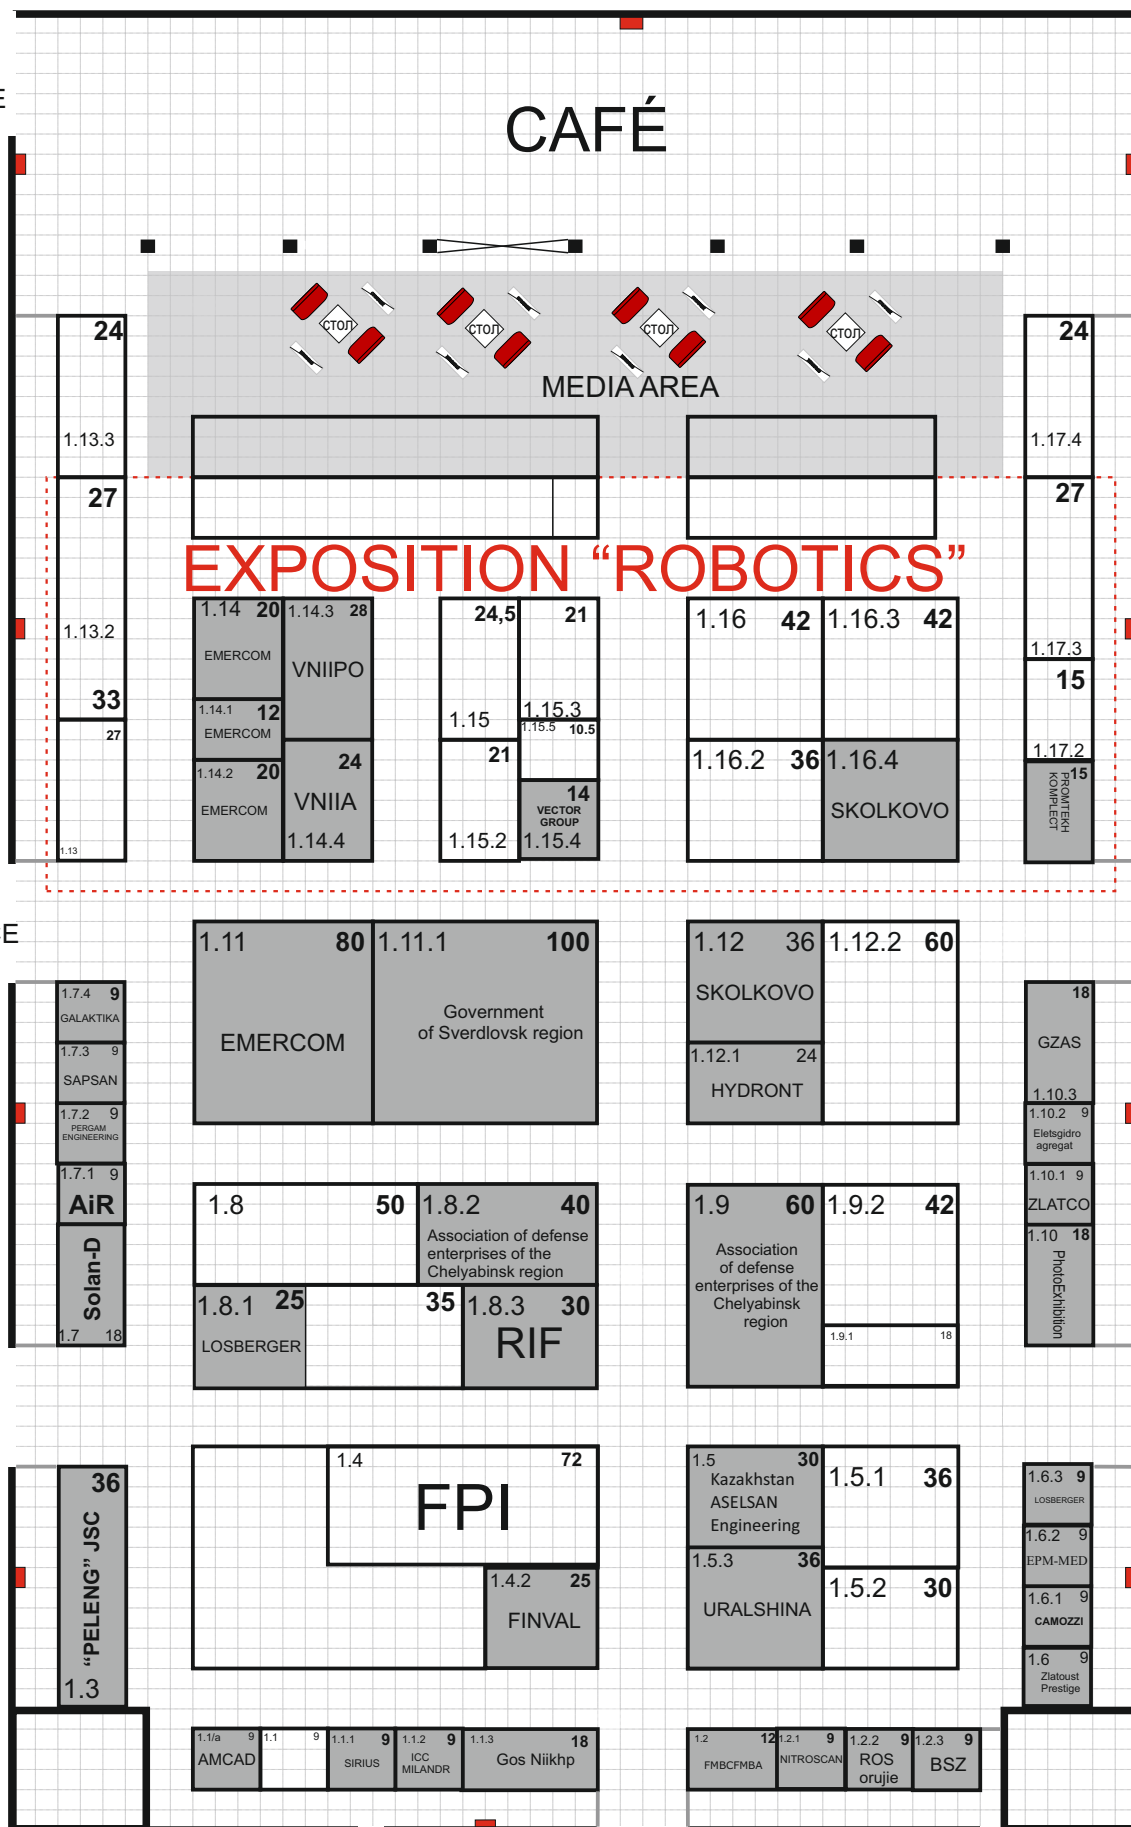 E
CAFÉ
стол
стол
стол
стол
MEDIA AREA
24
1.13.3
24
1.17.4
27
1.13.2
33
27
1.13
27
1.17.3
15
1.17.2
15
PROMTEKH
KOMPLECT
EXPOSITION “ROBOTICS”
1.14 20
EMERCOM
1.14.1 12
EMERCOM
1.14.2 20
EMERCOM
1.14.3 28
VNIIPO
24
VNIIA
1.14.4
24,5
1.15
21
1.15.3
1.15.5 10.5
21
1.15.2
14
VECTOR
GROUP
1.15.4
1.16 42
1.16.3 42
1.16.2 36
1.16.4
SKOLKOVO
E
1.11 80
EMERCOM
1.11.1 100
Government
of Sverdlovsk region
1.12 36
SKOLKOVO
1.12.1 24
HYDRONT
1.12.2 60
1.7.4 9
GALAKTIKA
1.7.3 9
SAPSAN
1.7.2 9
PERGAM
ENGINEERING
1.7.1 9
AiR
Solan-D
1.7 18
18
GZAS
1.10.3
1.10.2 9
Eletsgidro
agregat
1.10.1 9
ZLATCO
1.10 18
PhotoExhibition
1.8 50
1.8.2 40
Association of defense
enterprises of the
Chelyabinsk region
1.8.1 25
LOSBERGER
35
1.8.3 30
RIF
1.9 60
Association
of defense
enterprises of the
Chelyabinsk
region
1.9.2 42
1.9.1 18
36
“PELENG” JSC
1.3
1.4 72
FPI
1.4.2 25
FINVAL
1.5 30
Kazakhstan
ASELSAN
Engineering
1.5.1 36
1.5.3 36
URALSHINA
1.5.2 30
1.6.3 9
LOSBERGER
1.6.2 9
EPM-MED
1.6.1 9
CAMOZZI
1.6 9
Zlatoust
Prestige
1.1/a 9
AMCAD
1.1 9
1.1.1 9
SIRIUS
1.1.2 9
ICC
MILANDR
1.1.3 18
Gos Niikhp
1.2 12
FMBCFMBA
1.2.1 9
NITROSCAN
1.2.2 9
ROS
orujie
1.2.3 9
BSZ